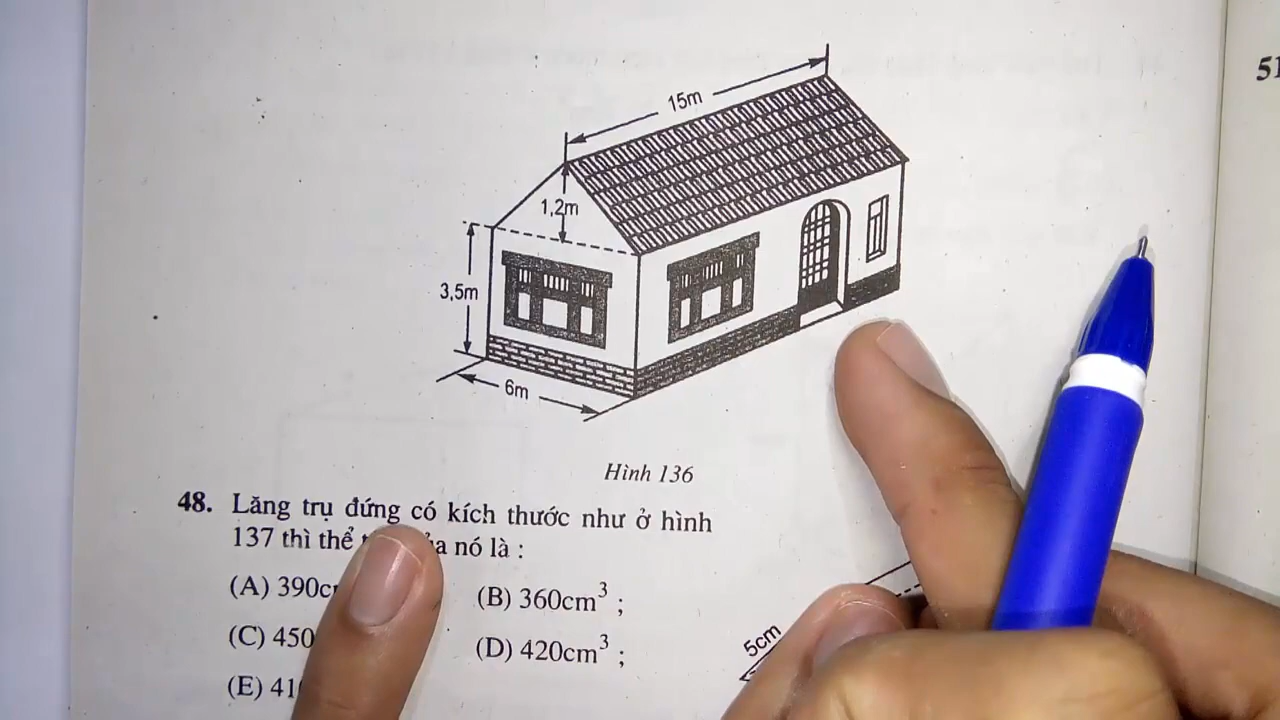 15m
1,2m
3,5m
6m
Hình 136
48. Lăng trụ đứng có kích thước như ở hình
137 thì thể nó là :
(A) 390c
(B) 360cm³ ;
(C) 450
(D) 420cm³ ;
(E) 41
5cm
51